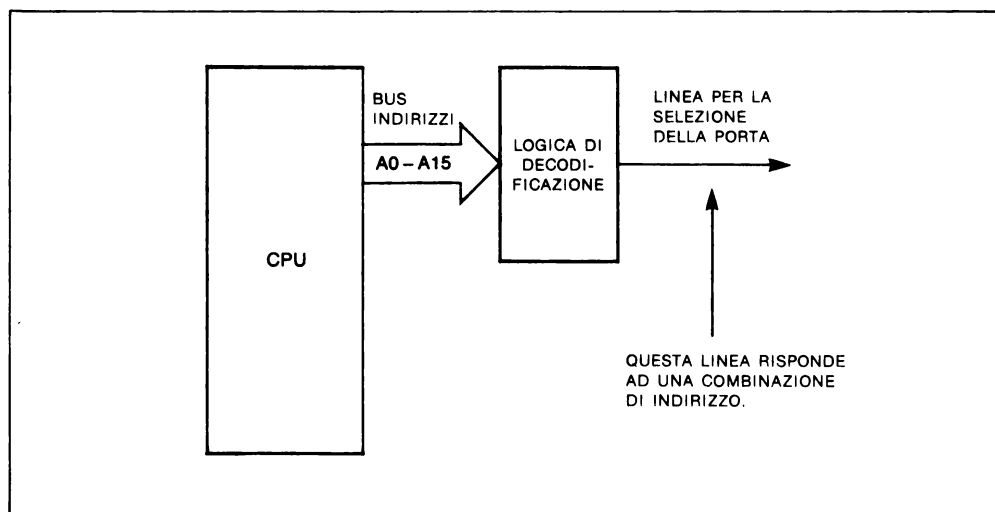 BUS
INDIRIZZI
A0–A15
CPU
LOGICA DI
DECODI-
FICAZIONE
LINEA PER LA
SELEZIONE
DELLA PORTA
QUESTA LINEA RISPONDE
AD UNA COMBINAZIONE
DI INDIRIZZO.